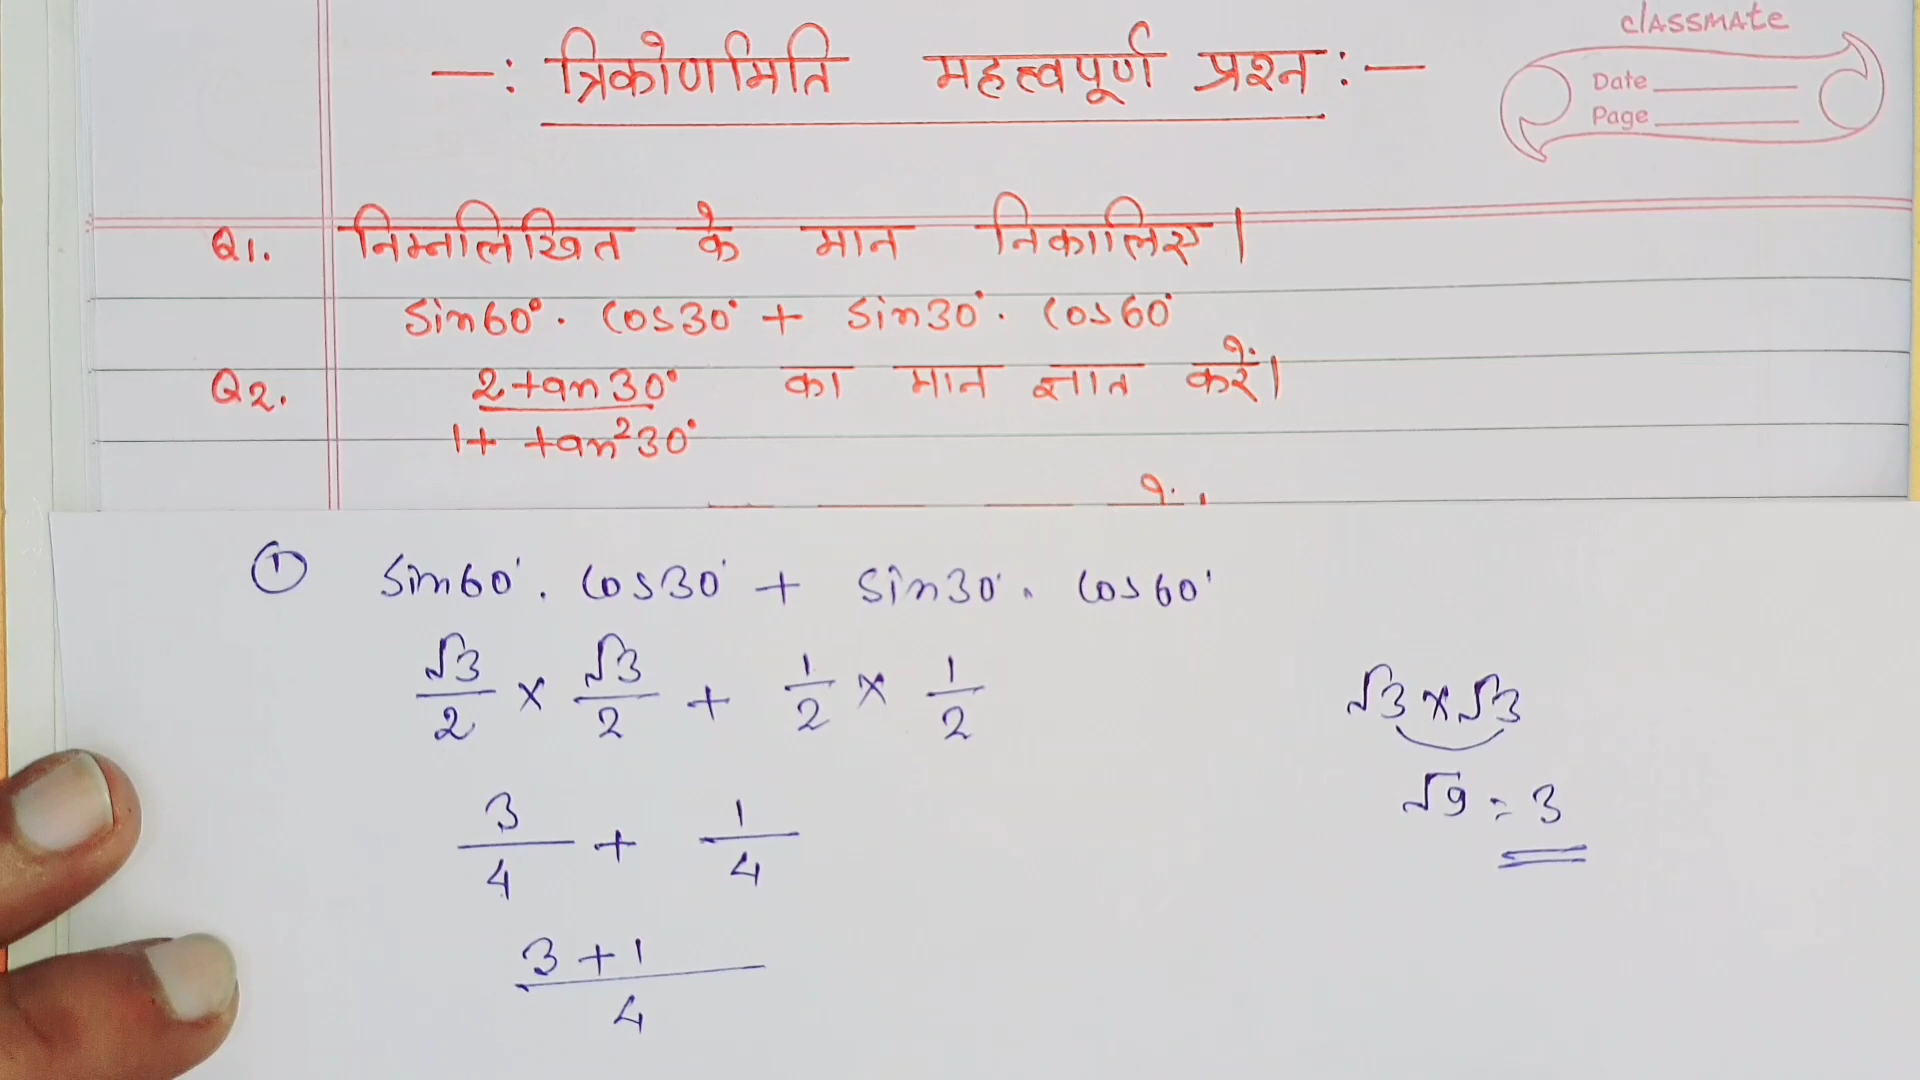 classmate
Date
Page
—: त्रिकोणमिति महत्वपूर्ण प्रश्न :—
Q1. निम्नलिखित के मान निकालिए।
sin60°. cos30° + sin30°. cos60°
Q2. 2tan30° का मान ज्ञात करें।
1+ tan²30°
① sin60°. cos30° + sin30°. cos60°
√3/2 × √3/2 + 1/2 × 1/2
√3×√3
√9 = 3
3/4 + 1/4
3+1/4